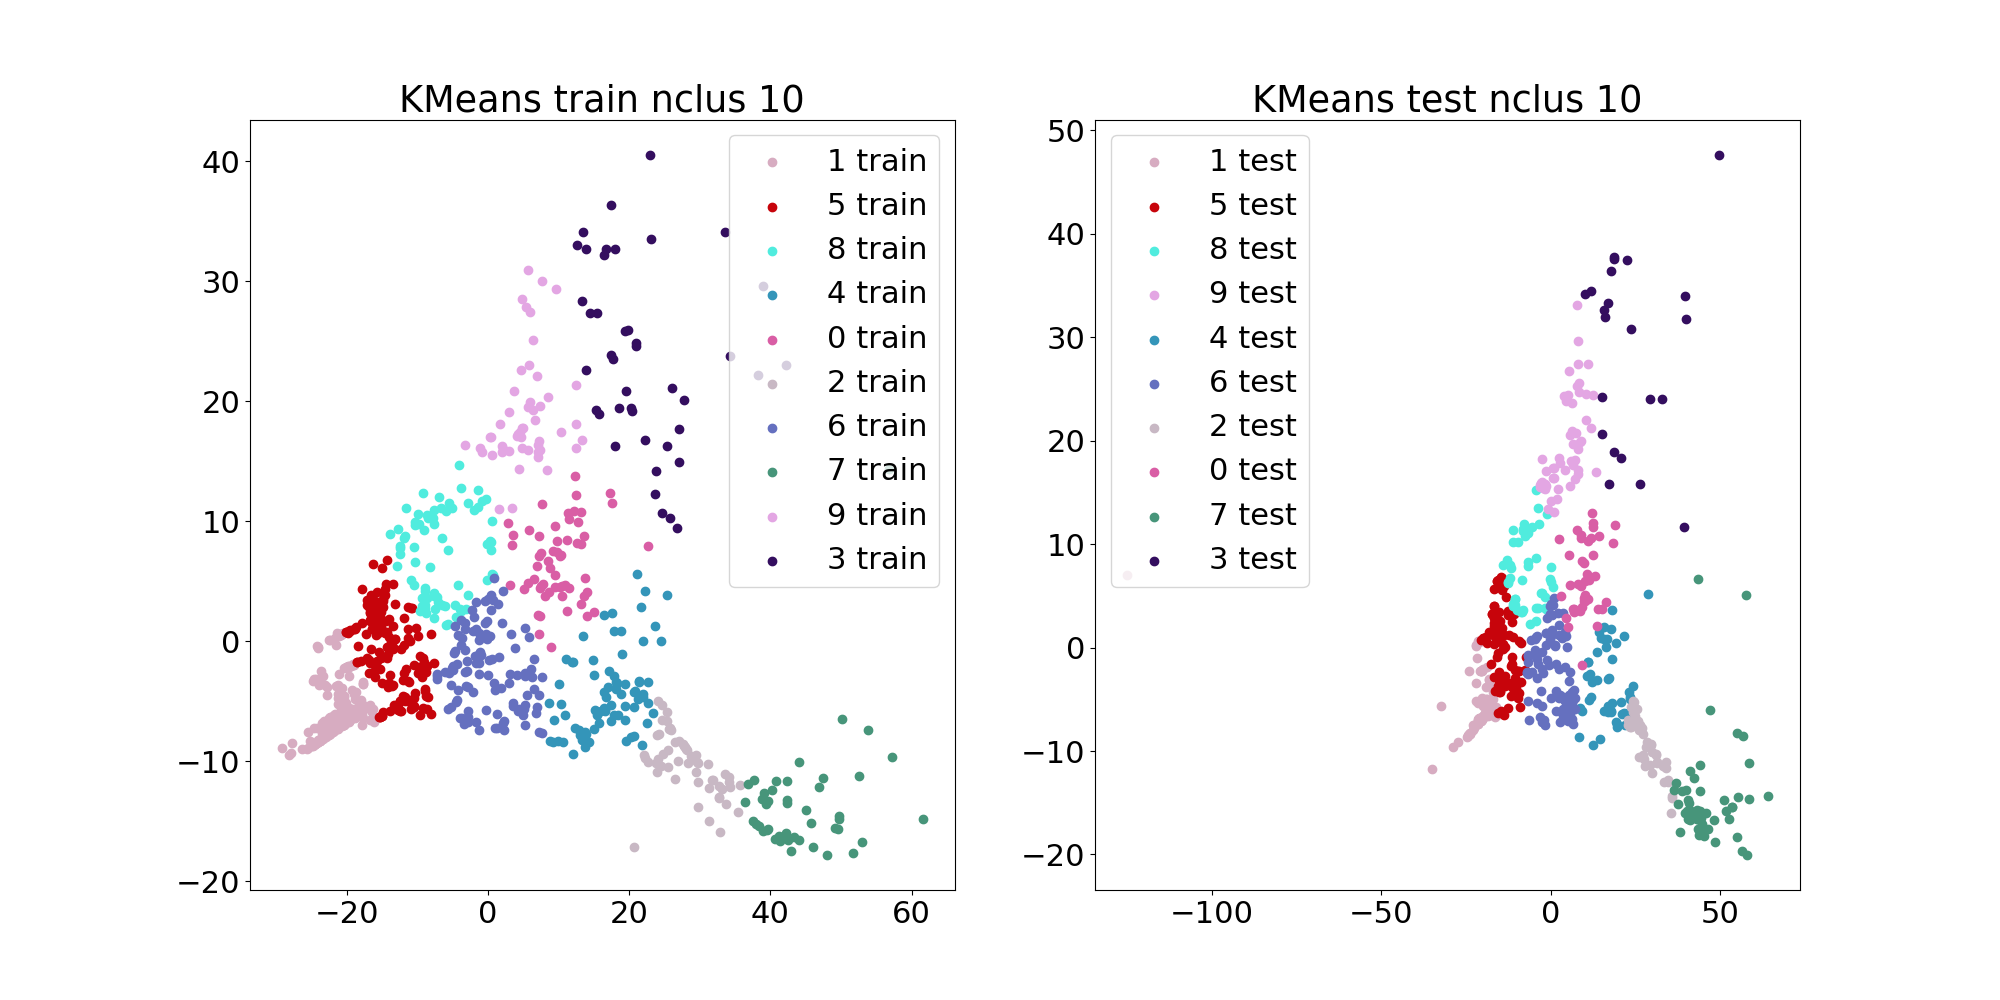 KMeans train nclus 10
40
30
20
10
0
−10
−20
−20 0 20 40 60
1 train
5 train
8 train
4 train
0 train
2 train
6 train
7 train
9 train
3 train
KMeans test nclus 10
50
40
30
20
10
0
−10
−20
−100 −50 0 50
1 test
5 test
8 test
9 test
4 test
6 test
2 test
0 test
7 test
3 test